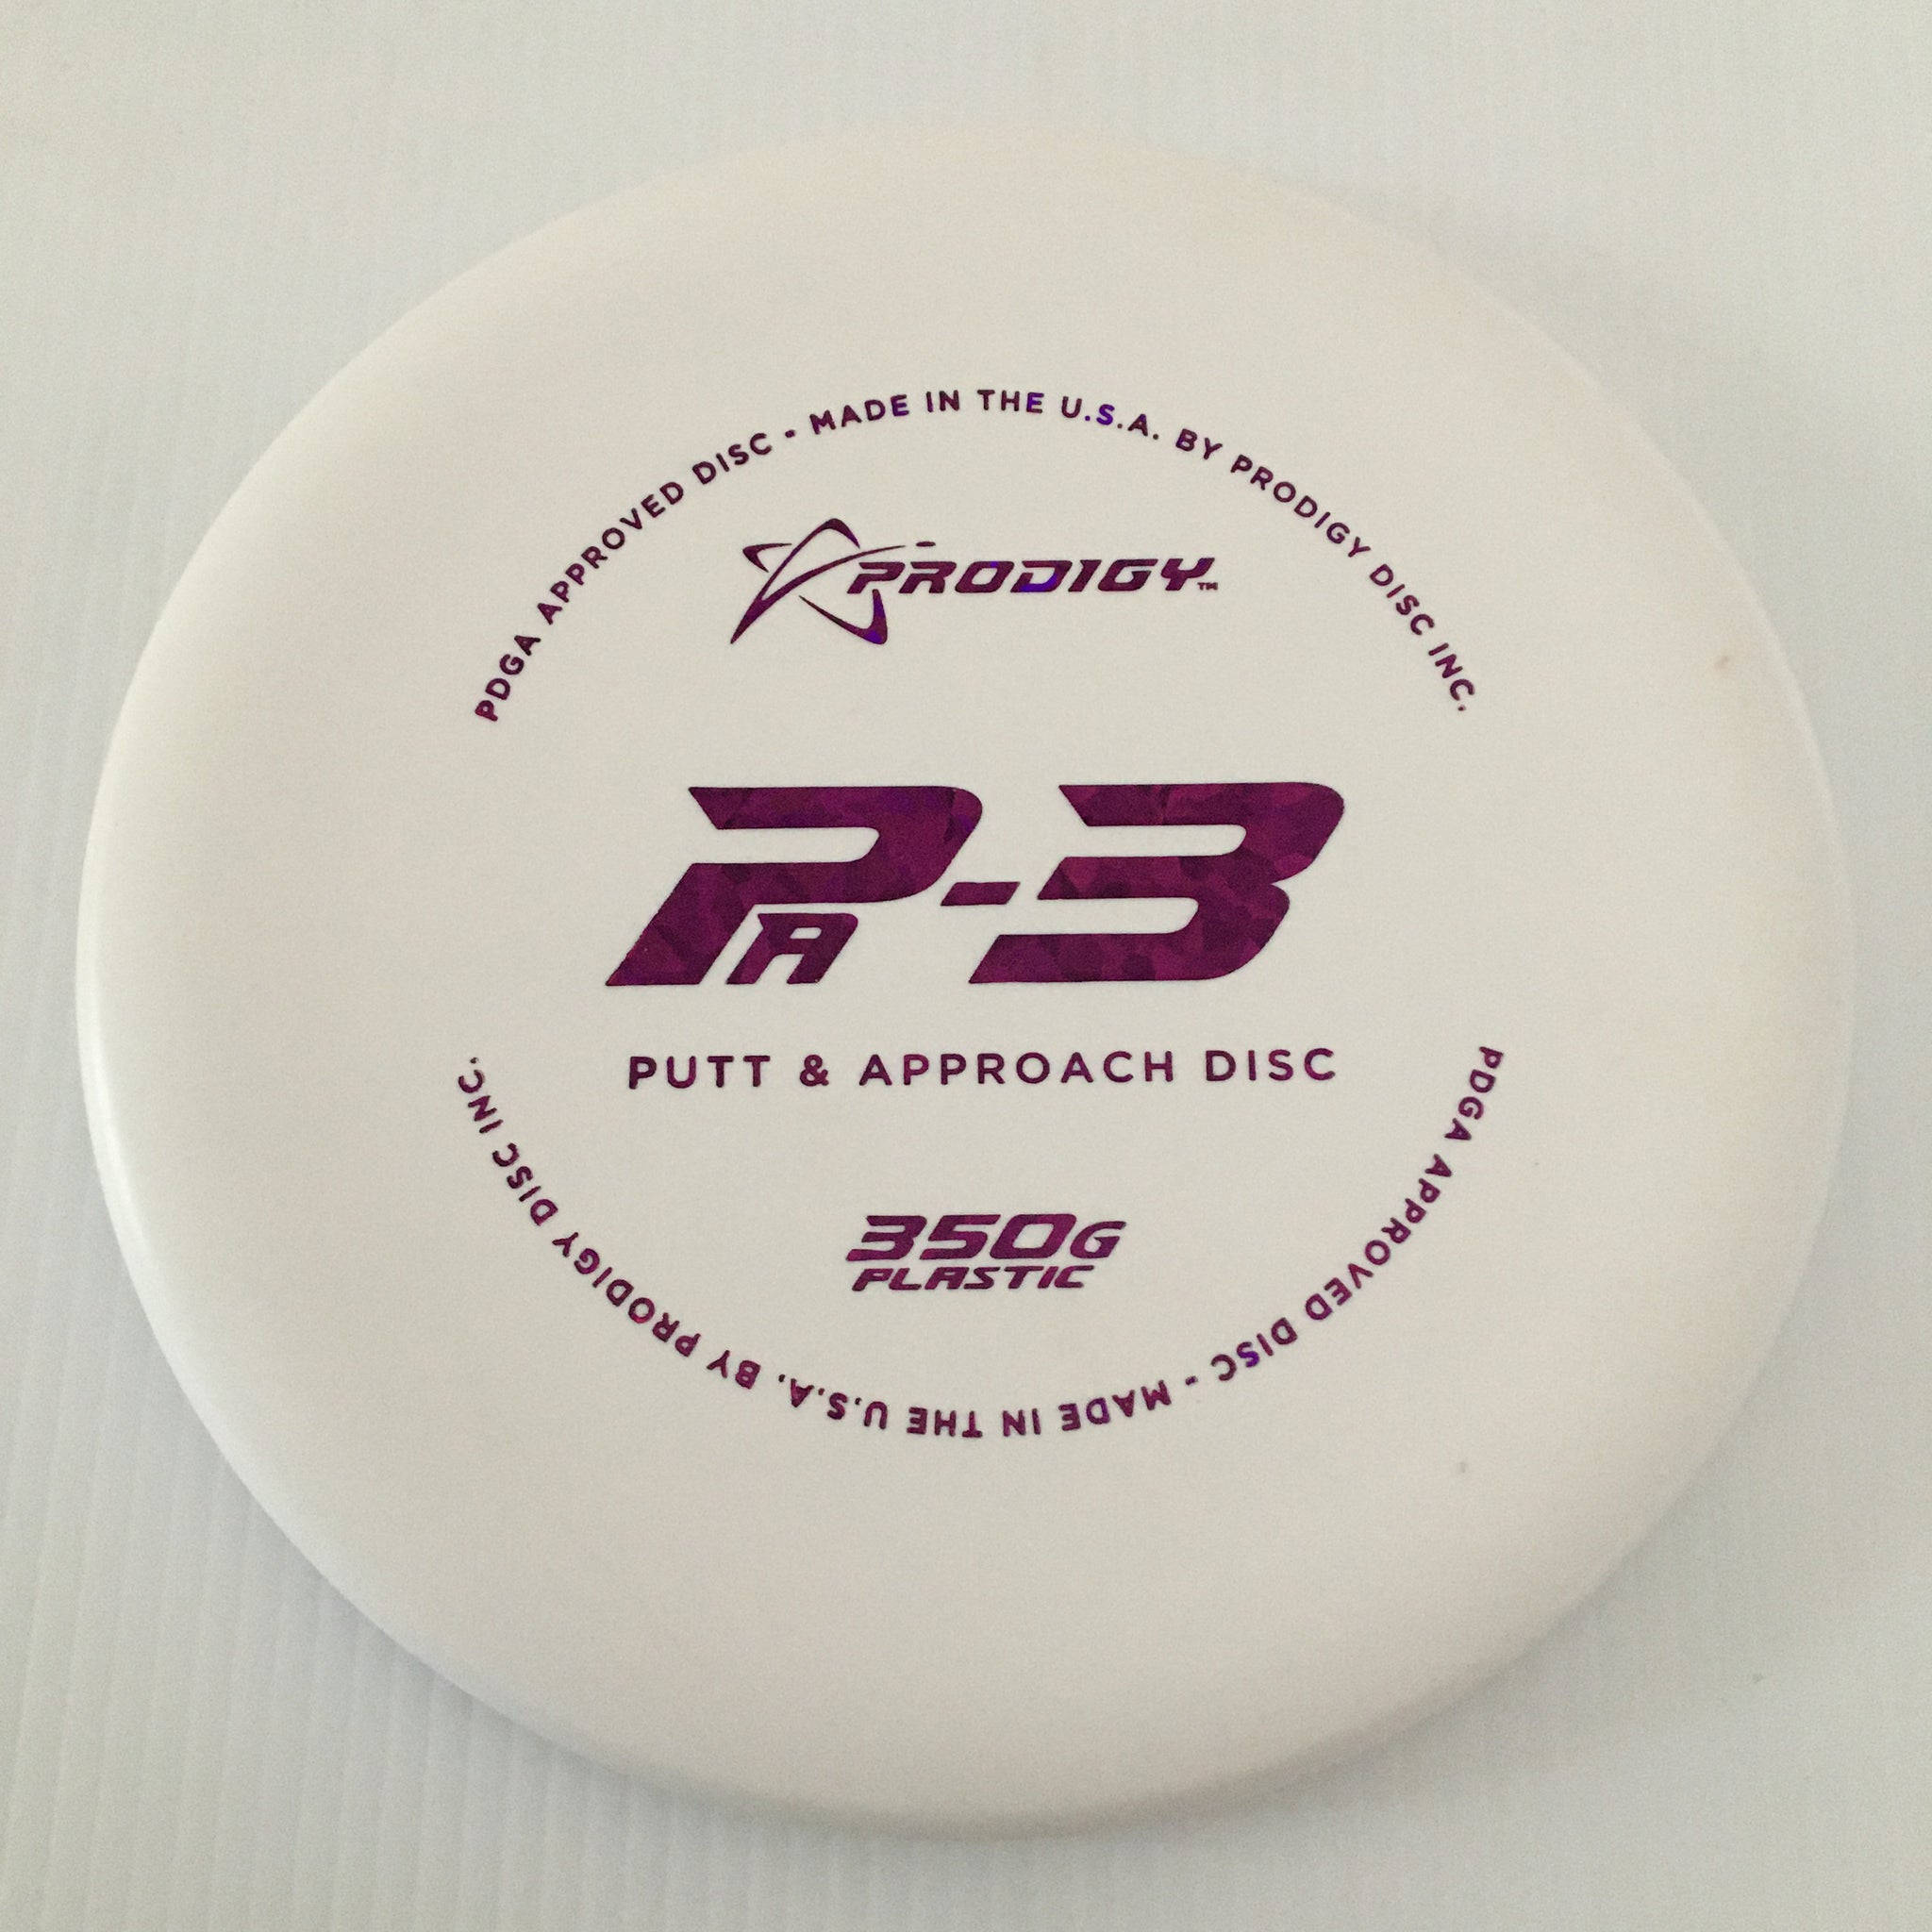 PDGA APPROVED DISC - MADE IN THE U.S.A. BY PRODIGY DISC INC.
PRODIGY™
PA-3
PUTT & APPROACH DISC
350G
PLASTIC
PDGA APPROVED DISC - MADE IN THE U.S.A. BY PRODIGY DISC INC.